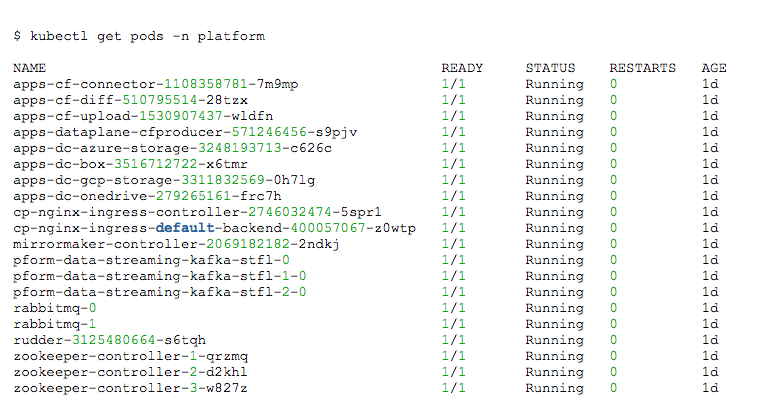 $ kubectl get pods -n platform
NAME READY STATUS RESTARTS AGE
apps-cf-connector-1108358781-7m9mp 1/1 Running 0 1d
apps-cf-diff-510795514-28tzx 1/1 Running 0 1d
apps-cf-upload-1530907437-wldfn 1/1 Running 0 1d
apps-dataplane-cfproducer-571246456-s9pjv 1/1 Running 0 1d
apps-dc-azure-storage-3248193713-c626c 1/1 Running 0 1d
apps-dc-box-3516712722-x6tmr 1/1 Running 0 1d
apps-dc-gcp-storage-3311832569-0h7lg 1/1 Running 0 1d
apps-dc-onedrive-279265161-frc7h 1/1 Running 0 1d
cp-nginx-ingress-controller-2746032474-5spr1 1/1 Running 0 1d
cp-nginx-ingress-default-backend-400057067-z0wtp 1/1 Running 0 1d
mirrormaker-controller-2069182182-2ndkj 1/1 Running 0 1d
pform-data-streaming-kafka-stfl-0 1/1 Running 0 1d
pform-data-streaming-kafka-stfl-1-0 1/1 Running 0 1d
pform-data-streaming-kafka-stfl-2-0 1/1 Running 0 1d
rabbitmq-0 1/1 Running 0 1d
rabbitmq-1 1/1 Running 0 1d
rudder-3125480664-s6tqh 1/1 Running 0 1d
zookeeper-controller-1-qrzmq 1/1 Running 0 1d
zookeeper-controller-2-d2khl 1/1 Running 0 1d
zookeeper-controller-3-w827z 1/1 Running 0 1d